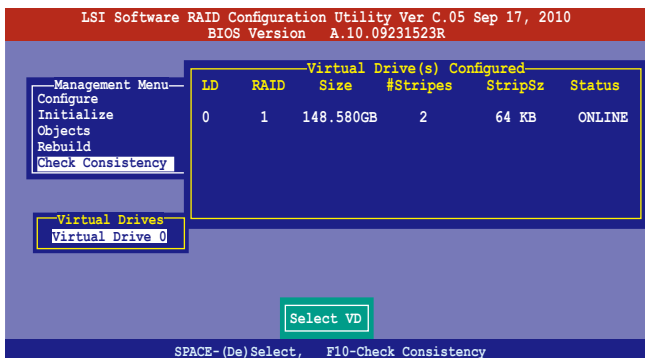 LSI Software RAID Configuration Utility Ver C.05 Sep 17, 2010
BIOS Version A.10.09231523R
Virtual Drive(s) Configured
LD RAID Size #Stripes StripSz Status
0 1 148.580GB 2 64 KB ONLINE
Management Menu
Configure
Initialize
Objects
Rebuild
Check Consistency
Virtual Drives
Virtual Drive 0
Select VD
SPACE-(De)Select, F10-Check Consistency